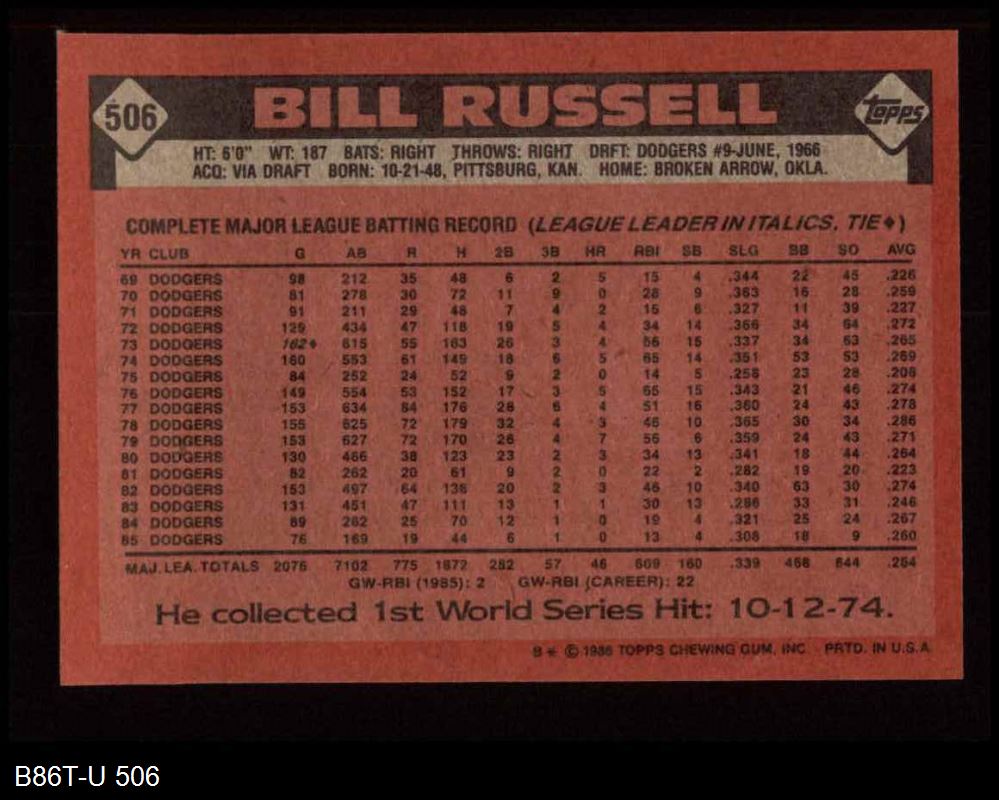 506 BILL RUSSELL topps
HT: 6'0" WT: 187 BATS: RIGHT THROWS: RIGHT DRFT: DODGERS #9-JUNE, 1966
ACQ: VIA DRAFT BORN: 10-21-48, PITTSBURG, KAN. HOME: BROKEN ARROW, OKLA.
COMPLETE MAJOR LEAGUE BATTING RECORD (LEAGUE LEADER IN ITALICS, TIE♦)
YR CLUB G AB R H 2B 3B HR RBI SB SLG BB SO AVG
69 DODGERS 98 212 35 48 6 2 5 15 4 .344 22 45 .226
70 DODGERS 81 278 30 72 11 9 0 28 9 .363 16 28 .259
71 DODGERS 91 211 29 48 7 4 2 15 6 .327 11 39 .227
72 DODGERS 129 434 47 118 19 5 4 34 14 .366 34 64 .272
73 DODGERS 162♦ 615 55 163 26 3 4 56 15 .337 34 63 .265
74 DODGERS 160 553 61 149 18 6 5 65 14 .351 53 53 .269
75 DODGERS 84 252 24 52 9 2 0 14 5 .258 23 28 .206
76 DODGERS 149 554 53 152 17 3 5 65 15 .343 21 46 .274
77 DODGERS 153 634 84 176 28 6 4 51 16 .360 24 43 .278
78 DODGERS 155 625 72 179 32 4 3 46 10 .365 30 34 .286
79 DODGERS 153 627 72 170 26 4 7 56 6 .359 24 43 .271
80 DODGERS 130 466 38 123 23 2 3 34 13 .341 18 44 .264
81 DODGERS 82 262 20 61 9 2 0 22 2 .282 19 20 .223
82 DODGERS 153 497 64 136 20 2 3 46 10 .340 63 30 .274
83 DODGERS 131 451 47 111 13 1 1 30 13 .286 33 31 .246
84 DODGERS 89 262 25 70 12 1 0 19 4 .321 25 24 .267
85 DODGERS 76 169 19 44 6 1 0 13 4 .308 18 9 .260
MAJ. LEA. TOTALS 2076 7102 775 1872 282 57 46 609 160 .339 468 644 .264
GW-RBI (1985): 2 GW-RBI (CAREER): 22
He collected 1st World Series Hit: 10-12-74.
B* © 1986 TOPPS CHEWING GUM, INC. PRTD. IN U.S.A.
B86T-U 506